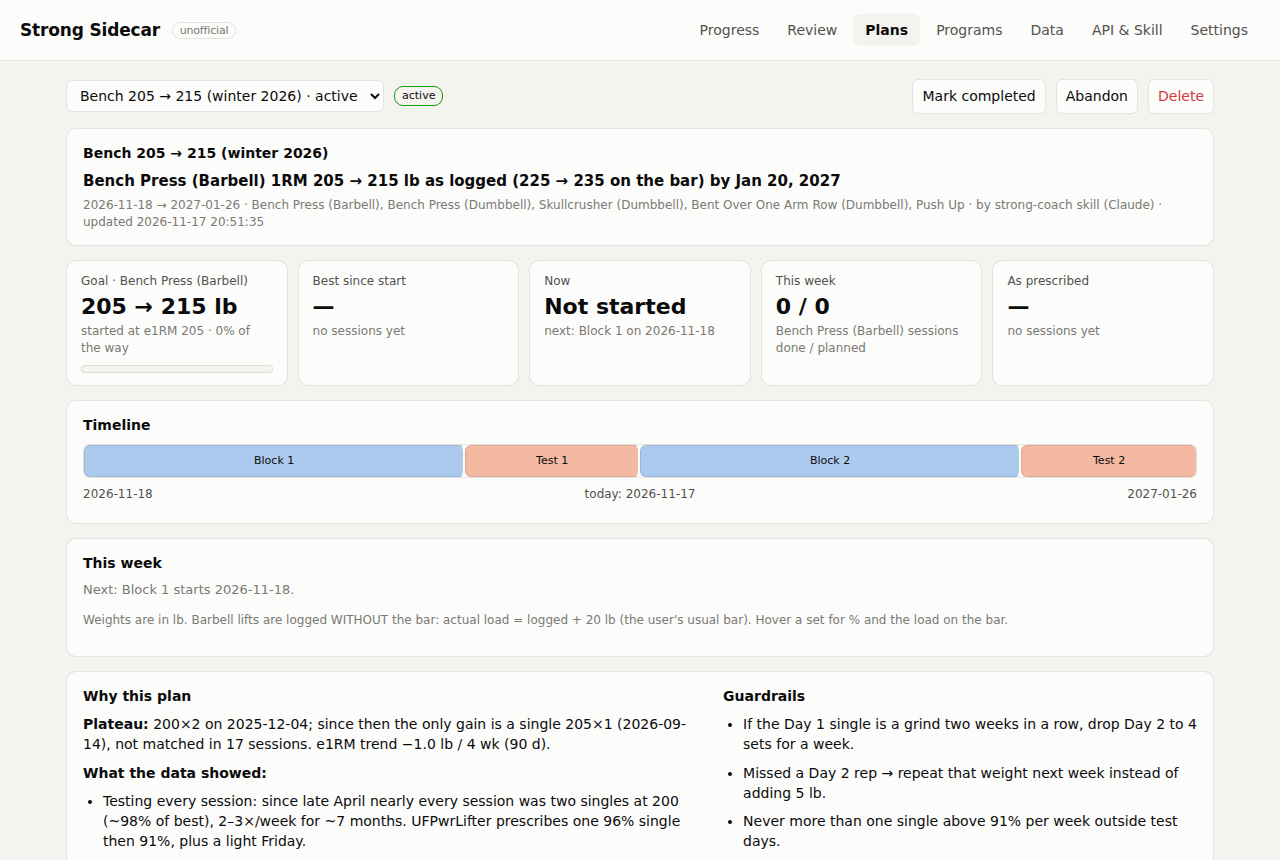 Strong Sidecar unofficial Progress Review Plans Programs Data API & Skill Settings
Bench 205 → 215 (winter 2026) · active active Mark completed Abandon Delete
Bench 205 → 215 (winter 2026)
Bench Press (Barbell) 1RM 205 → 215 lb as logged (225 → 235 on the bar) by Jan 20, 2027
2026-11-18 → 2027-01-26 · Bench Press (Barbell), Bench Press (Dumbbell), Skullcrusher (Dumbbell), Bent Over One Arm Row (Dumbbell), Push Up · by strong-coach skill (Claude) ·
updated 2026-11-17 20:51:35
Goal · Bench Press (Barbell)
205 → 215 lb
started at e1RM 205 · 0% of
the way
Best since start
—
no sessions yet
Now
Not started
next: Block 1 on 2026-11-18
This week
0 / 0
Bench Press (Barbell) sessions
done / planned
As prescribed
—
no sessions yet
Timeline
Block 1 Test 1 Block 2 Test 2
2026-11-18 today: 2026-11-17 2027-01-26
This week
Next: Block 1 starts 2026-11-18.
Weights are in lb. Barbell lifts are logged WITHOUT the bar: actual load = logged + 20 lb (the user's usual bar). Hover a set for % and the load on the bar.
Why this plan
Plateau: 200×2 on 2025-12-04; since then the only gain is a single 205×1 (2026-09-
14), not matched in 17 sessions. e1RM trend −1.0 lb / 4 wk (90 d).
What the data showed:
• Testing every session: since late April nearly every session was two singles at 200
(~98% of best), 2–3×/week for ~7 months. UFPwrLifter prescribes one 96% single
then 91%, plus a light Friday.
Guardrails
• If the Day 1 single is a grind two weeks in a row, drop Day 2 to 4
sets for a week.
• Missed a Day 2 rep → repeat that weight next week instead of
adding 5 lb.
• Never more than one single above 91% per week outside test
days.